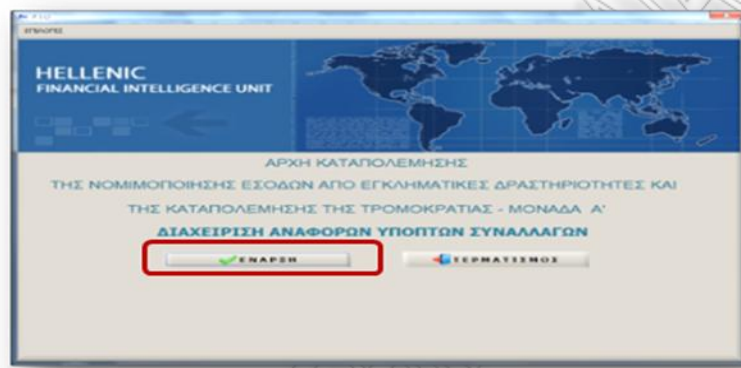 F I U
ΕΠΙΛΟΓΕΣ
HELLENIC
FINANCIAL INTELLIGENCE UNIT
ΑΡΧΗ ΚΑΤΑΠΟΛΕΜΗΣΗΣ
ΤΗΣ ΝΟΜΙΜΟΠΟΙΗΣΗΣ ΕΣΟΔΩΝ ΑΠΟ ΕΓΚΛΗΜΑΤΙΚΕΣ ΔΡΑΣΤΗΡΙΟΤΗΤΕΣ ΚΑΙ
ΤΗΣ ΚΑΤΑΠΟΛΕΜΗΣΗΣ ΤΗΣ ΤΡΟΜΟΚΡΑΤΙΑΣ - ΜΟΝΑΔΑ Α'
ΔΙΑΧΕΙΡΙΣΗ ΑΝΑΦΟΡΩΝ ΥΠΟΠΤΩΝ ΣΥΝΑΛΛΑΓΩΝ
ΕΝΑΡΞΗ ΤΕΡΜΑΤΙΣΜΟΣ